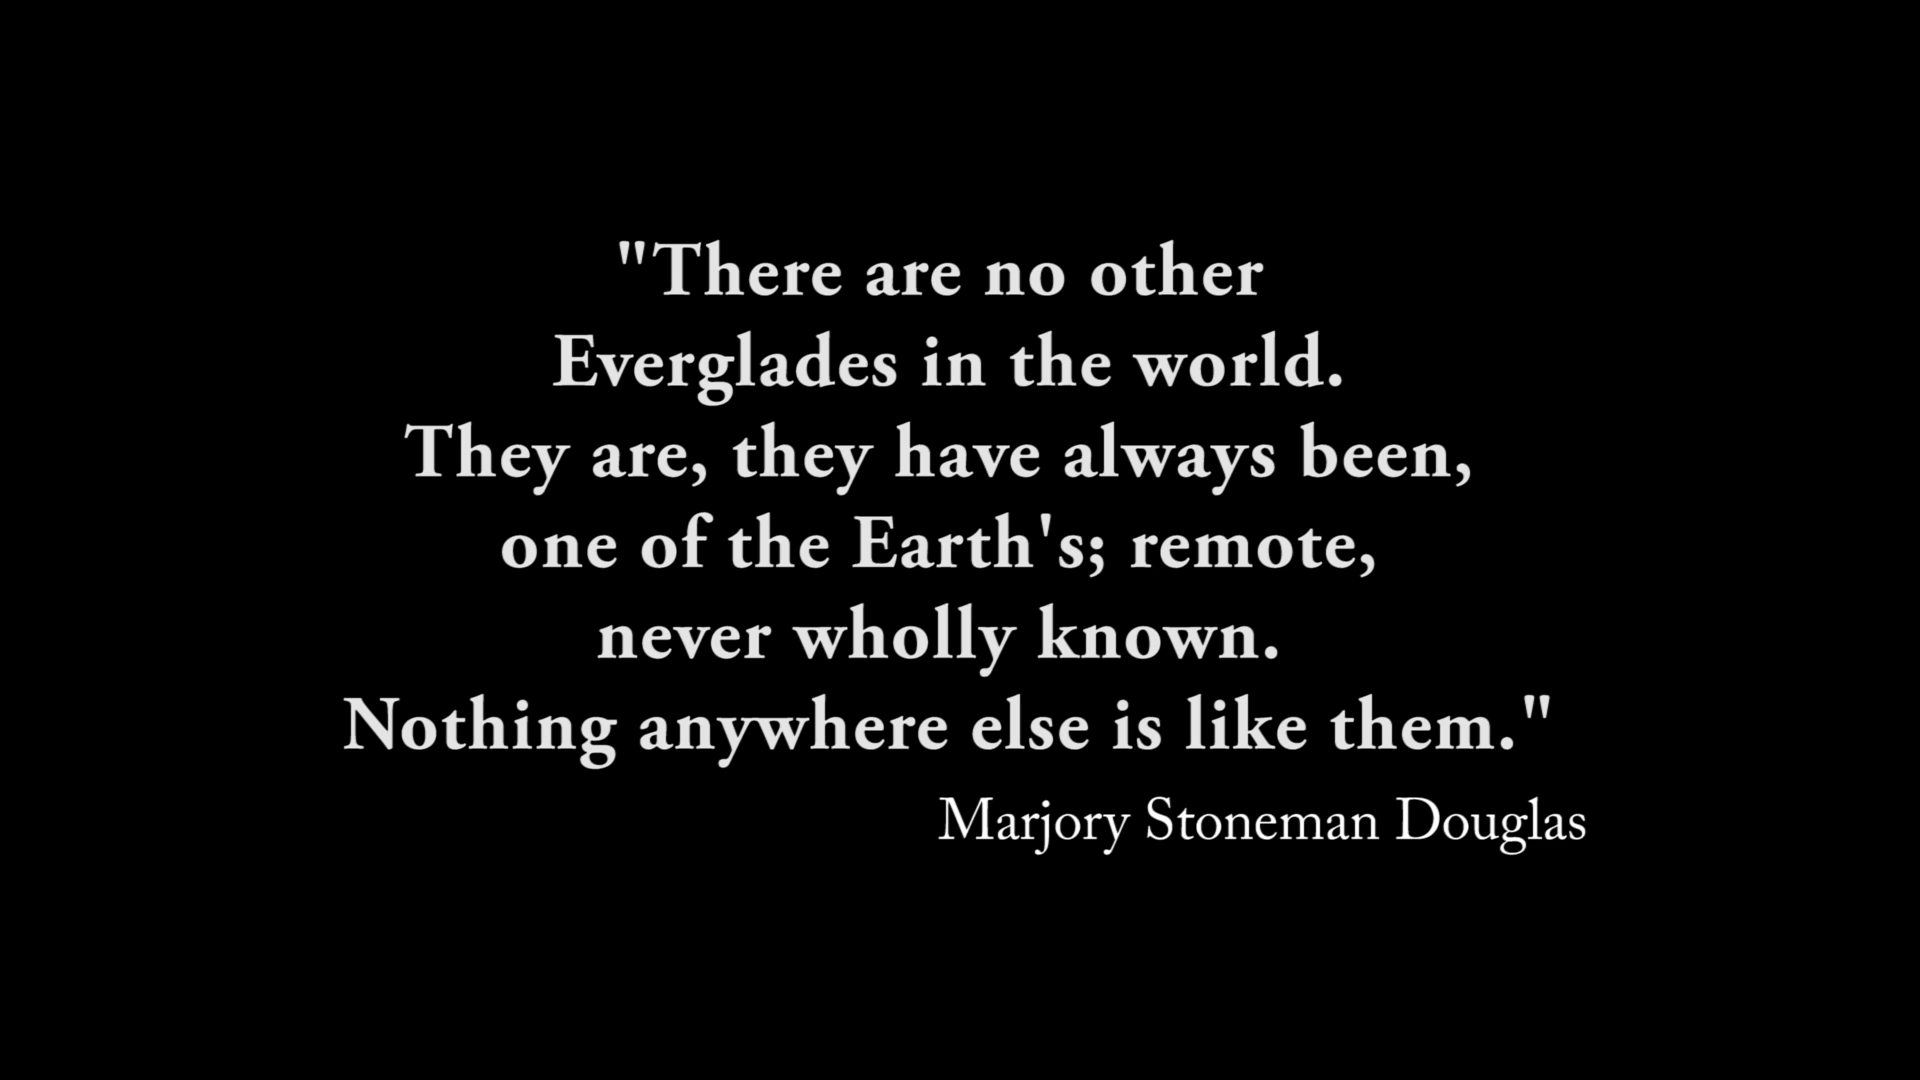 "There are no other
Everglades in the world.
They are, they have always been,
one of the Earth's; remote,
never wholly known.
Nothing anywhere else is like them."
Marjory Stoneman Douglas